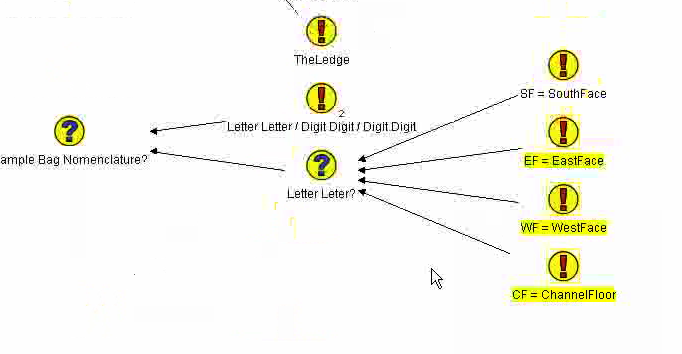 TheLedge
2
Letter Letter / Digit Digit / Digit Digit
ample Bag Nomenclature?
Letter Leter?
SF = SouthFace
EF = EastFace
WF = WestFace
CF = ChannelFloor